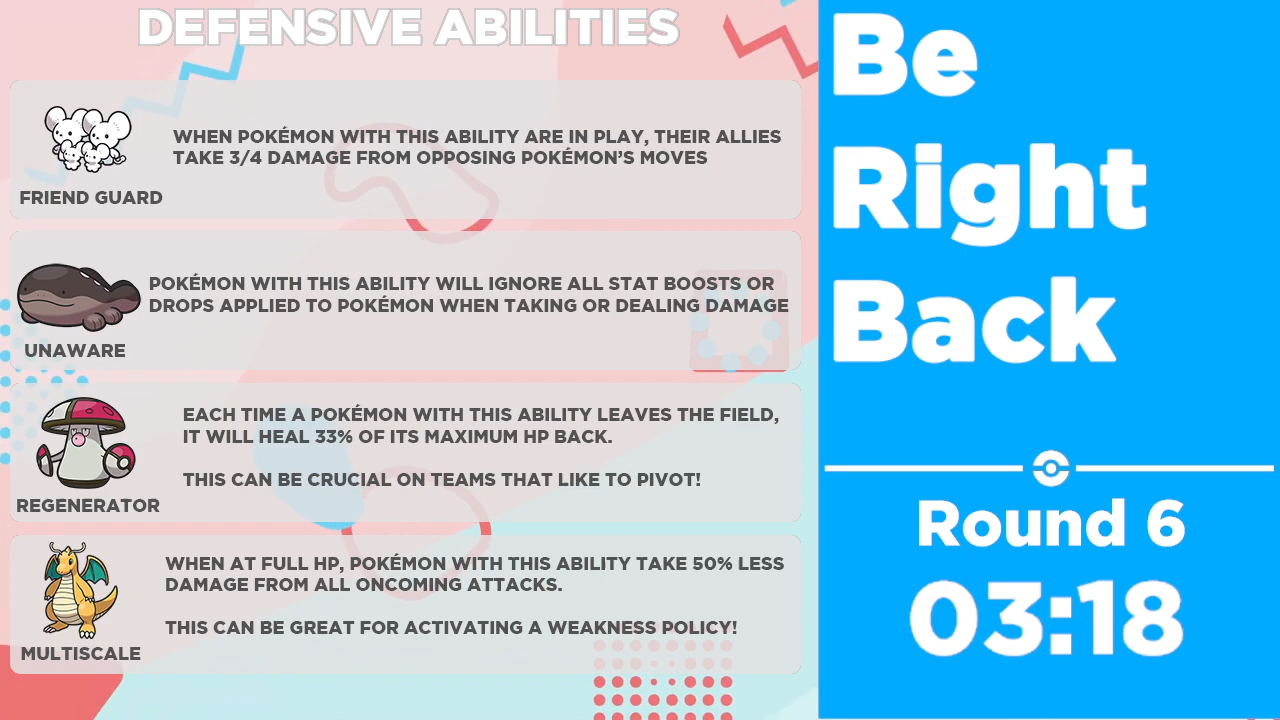 DEFENSIVE ABILITIES
WHEN POKÉMON WITH THIS ABILITY ARE IN PLAY, THEIR ALLIES
TAKE 3/4 DAMAGE FROM OPPOSING POKÉMON'S MOVES
FRIEND GUARD
POKÉMON WITH THIS ABILITY WILL IGNORE ALL STAT BOOSTS OR
DROPS APPLIED TO POKÉMON WHEN TAKING OR DEALING DAMAGE
UNAWARE
EACH TIME A POKÉMON WITH THIS ABILITY LEAVES THE FIELD,
IT WILL HEAL 33% OF ITS MAXIMUM HP BACK.
THIS CAN BE CRUCIAL ON TEAMS THAT LIKE TO PIVOT!
REGENERATOR
WHEN AT FULL HP, POKÉMON WITH THIS ABILITY TAKE 50% LESS
DAMAGE FROM ALL ONCOMING ATTACKS.
THIS CAN BE GREAT FOR ACTIVATING A WEAKNESS POLICY!
MULTISCALE
Be
Right
Back
Round 6
03:18